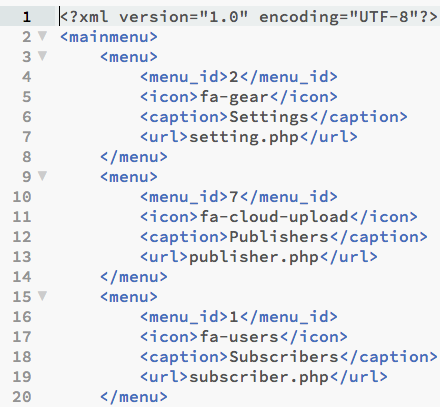 1 <?xml version="1.0" encoding="UTF-8"?>
2 <mainmenu>
3 <menu>
4 <menu_id>2</menu_id>
5 <icon>fa-gear</icon>
6 <caption>Settings</caption>
7 <url>setting.php</url>
8 </menu>
9 <menu>
10 <menu_id>7</menu_id>
11 <icon>fa-cloud-upload</icon>
12 <caption>Publishers</caption>
13 <url>publisher.php</url>
14 </menu>
15 <menu>
16 <menu_id>1</menu_id>
17 <icon>fa-users</icon>
18 <caption>Subscribers</caption>
19 <url>subscriber.php</url>
20 </menu>